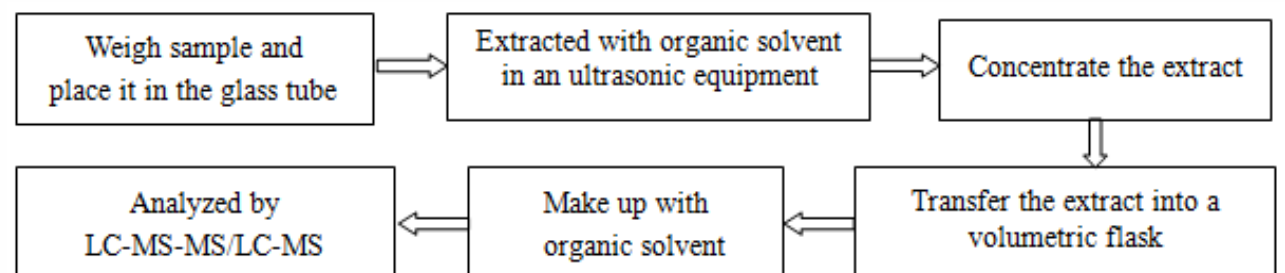 Weigh sample and
place it in the glass tube
Extracted with organic solvent
in an ultrasonic equipment
Concentrate the extract
Transfer the extract into a
volumetric flask
Make up with
organic solvent
Analyzed by
LC-MS-MS/LC-MS